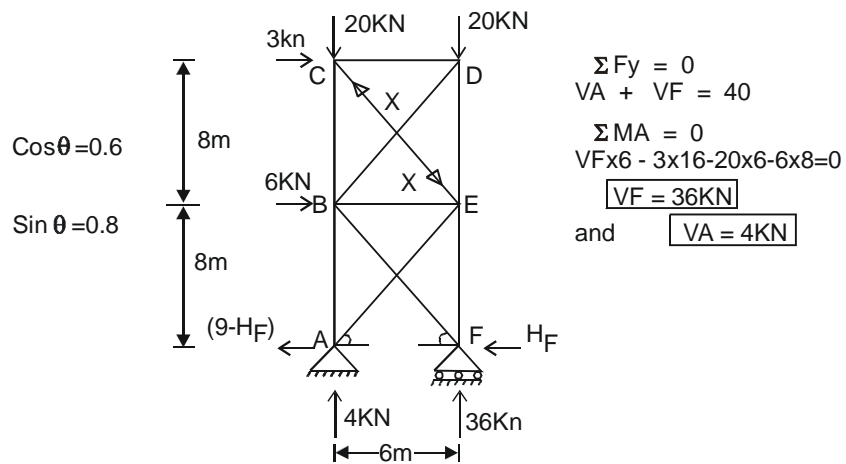 20KN
20KN
3kn
C
D
X
Cosθ=0.6
8m
X
6KN
B
E
Sin θ=0.8
8m
(9-HF)
A
F
HF
4KN
36Kn
6m
ΣFy = 0
VA + VF = 40
ΣMA = 0
VFx6 - 3x16-20x6-6x8=0
VF = 36KN
and VA = 4KN